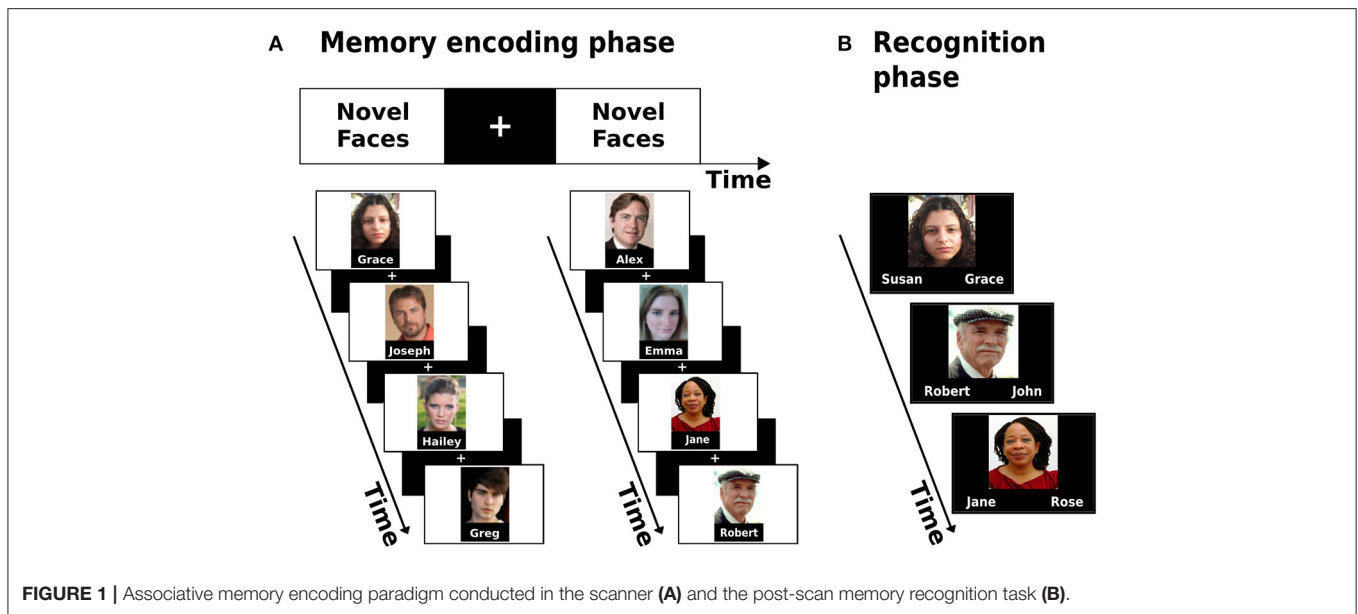 A Memory encoding phase
Novel Faces
+
Novel Faces
Time
Grace
+
Joseph
+
Hailey
+
Greg
Time
Alex
+
Emma
+
Jane
+
Robert
Time
B Recognition
phase
Susan Grace
Robert John
Jane Rose
Time
FIGURE 1 | Associative memory encoding paradigm conducted in the scanner (A) and the post-scan memory recognition task (B).